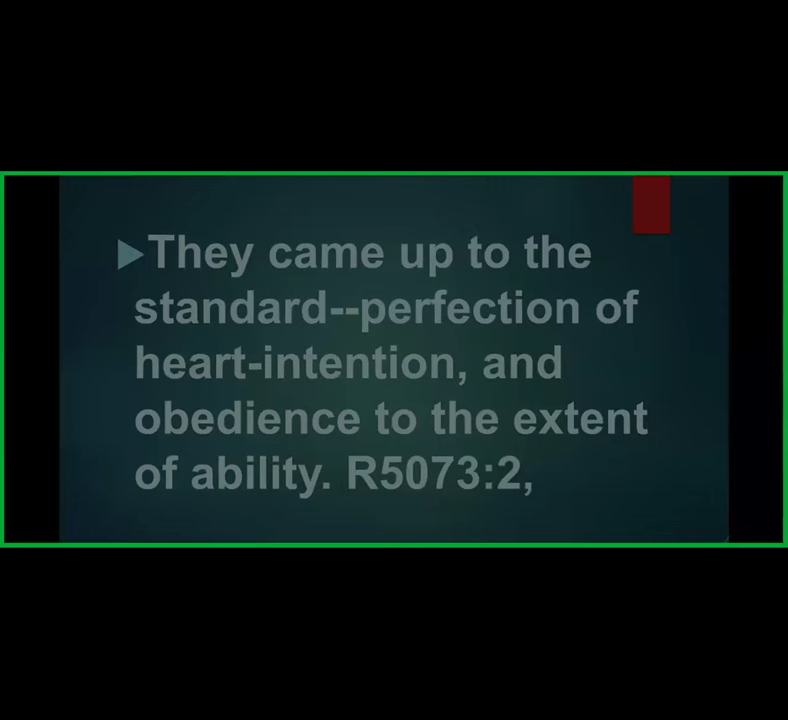 They came up to the
standard--perfection of
heart-intention, and
obedience to the extent
of ability. R5073:2,